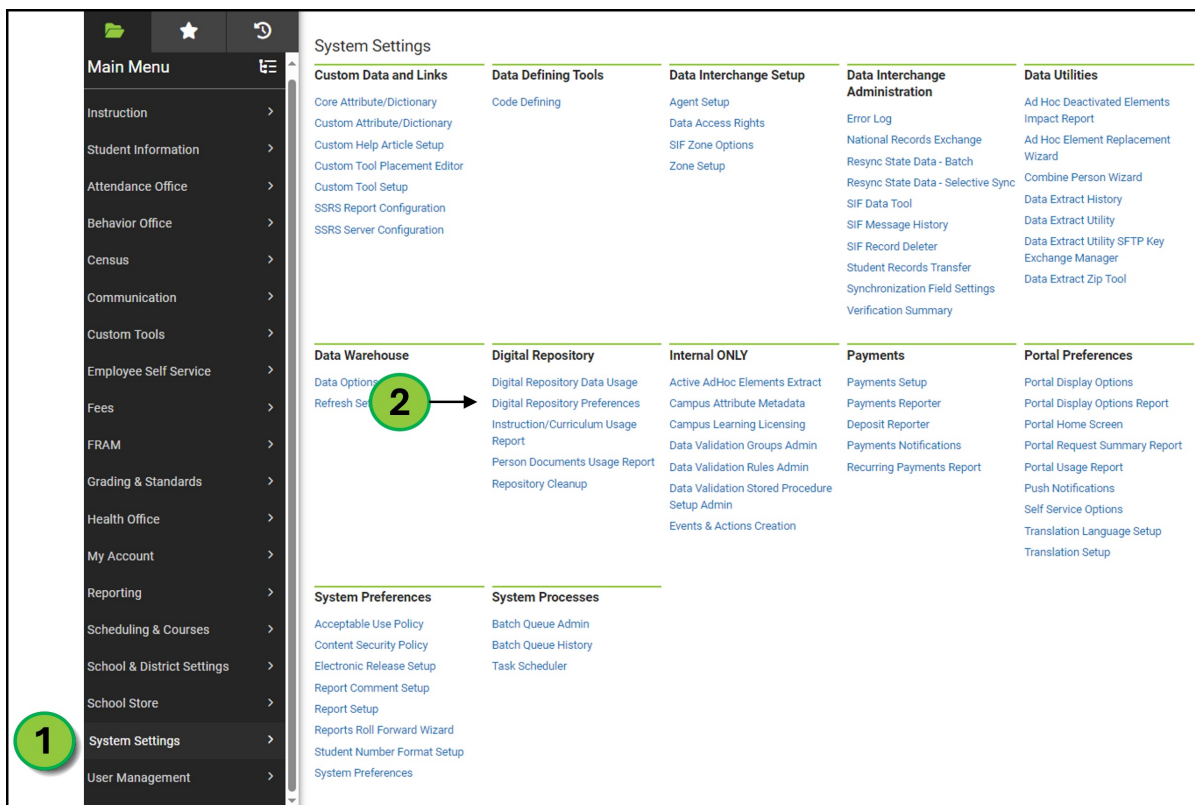 Main Menu
Instruction
Student Information
Attendance Office
Behavior Office
Census
Communication
Custom Tools
Employee Self Service
Fees
FRAM
Grading & Standards
Health Office
My Account
Reporting
Scheduling & Courses
School & District Settings
School Store
1
System Settings
User Management
System Settings
Custom Data and Links
Core Attribute/Dictionary
Custom Attribute/Dictionary
Custom Help Article Setup
Custom Tool Placement Editor
Custom Tool Setup
SSRS Report Configuration
SSRS Server Configuration
Data Defining Tools
Code Defining
Data Interchange Setup
Agent Setup
Data Access Rights
SIF Zone Options
Zone Setup
Data Interchange
Administration
Error Log
National Records Exchange
Resync State Data - Batch
Resync State Data - Selective Sync
SIF Data Tool
SIF Message History
SIF Record Deleter
Student Records Transfer
Synchronization Field Settings
Verification Summary
Data Utilities
Ad Hoc Deactivated Elements
Impact Report
Ad Hoc Element Replacement
Wizard
Combine Person Wizard
Data Extract History
Data Extract Utility
Data Extract Utility SFTP Key
Exchange Manager
Data Extract Zip Tool
Data Warehouse
Data Options
Refresh Se
2
Digital Repository
Digital Repository Data Usage
Digital Repository Preferences
Instruction/Curriculum Usage
Report
Person Documents Usage Report
Repository Cleanup
Internal ONLY
Active AdHoc Elements Extract
Campus Attribute Metadata
Campus Learning Licensing
Data Validation Groups Admin
Data Validation Rules Admin
Data Validation Stored Procedure
Setup Admin
Events & Actions Creation
Payments
Payments Setup
Payments Reporter
Deposit Reporter
Payments Notifications
Recurring Payments Report
Portal Preferences
Portal Display Options
Portal Display Options Report
Portal Home Screen
Portal Request Summary Report
Portal Usage Report
Push Notifications
Self Service Options
Translation Language Setup
Translation Setup
System Preferences
Acceptable Use Policy
Content Security Policy
Electronic Release Setup
Report Comment Setup
Report Setup
Reports Roll Forward Wizard
Student Number Format Setup
System Preferences
System Processes
Batch Queue Admin
Batch Queue History
Task Scheduler